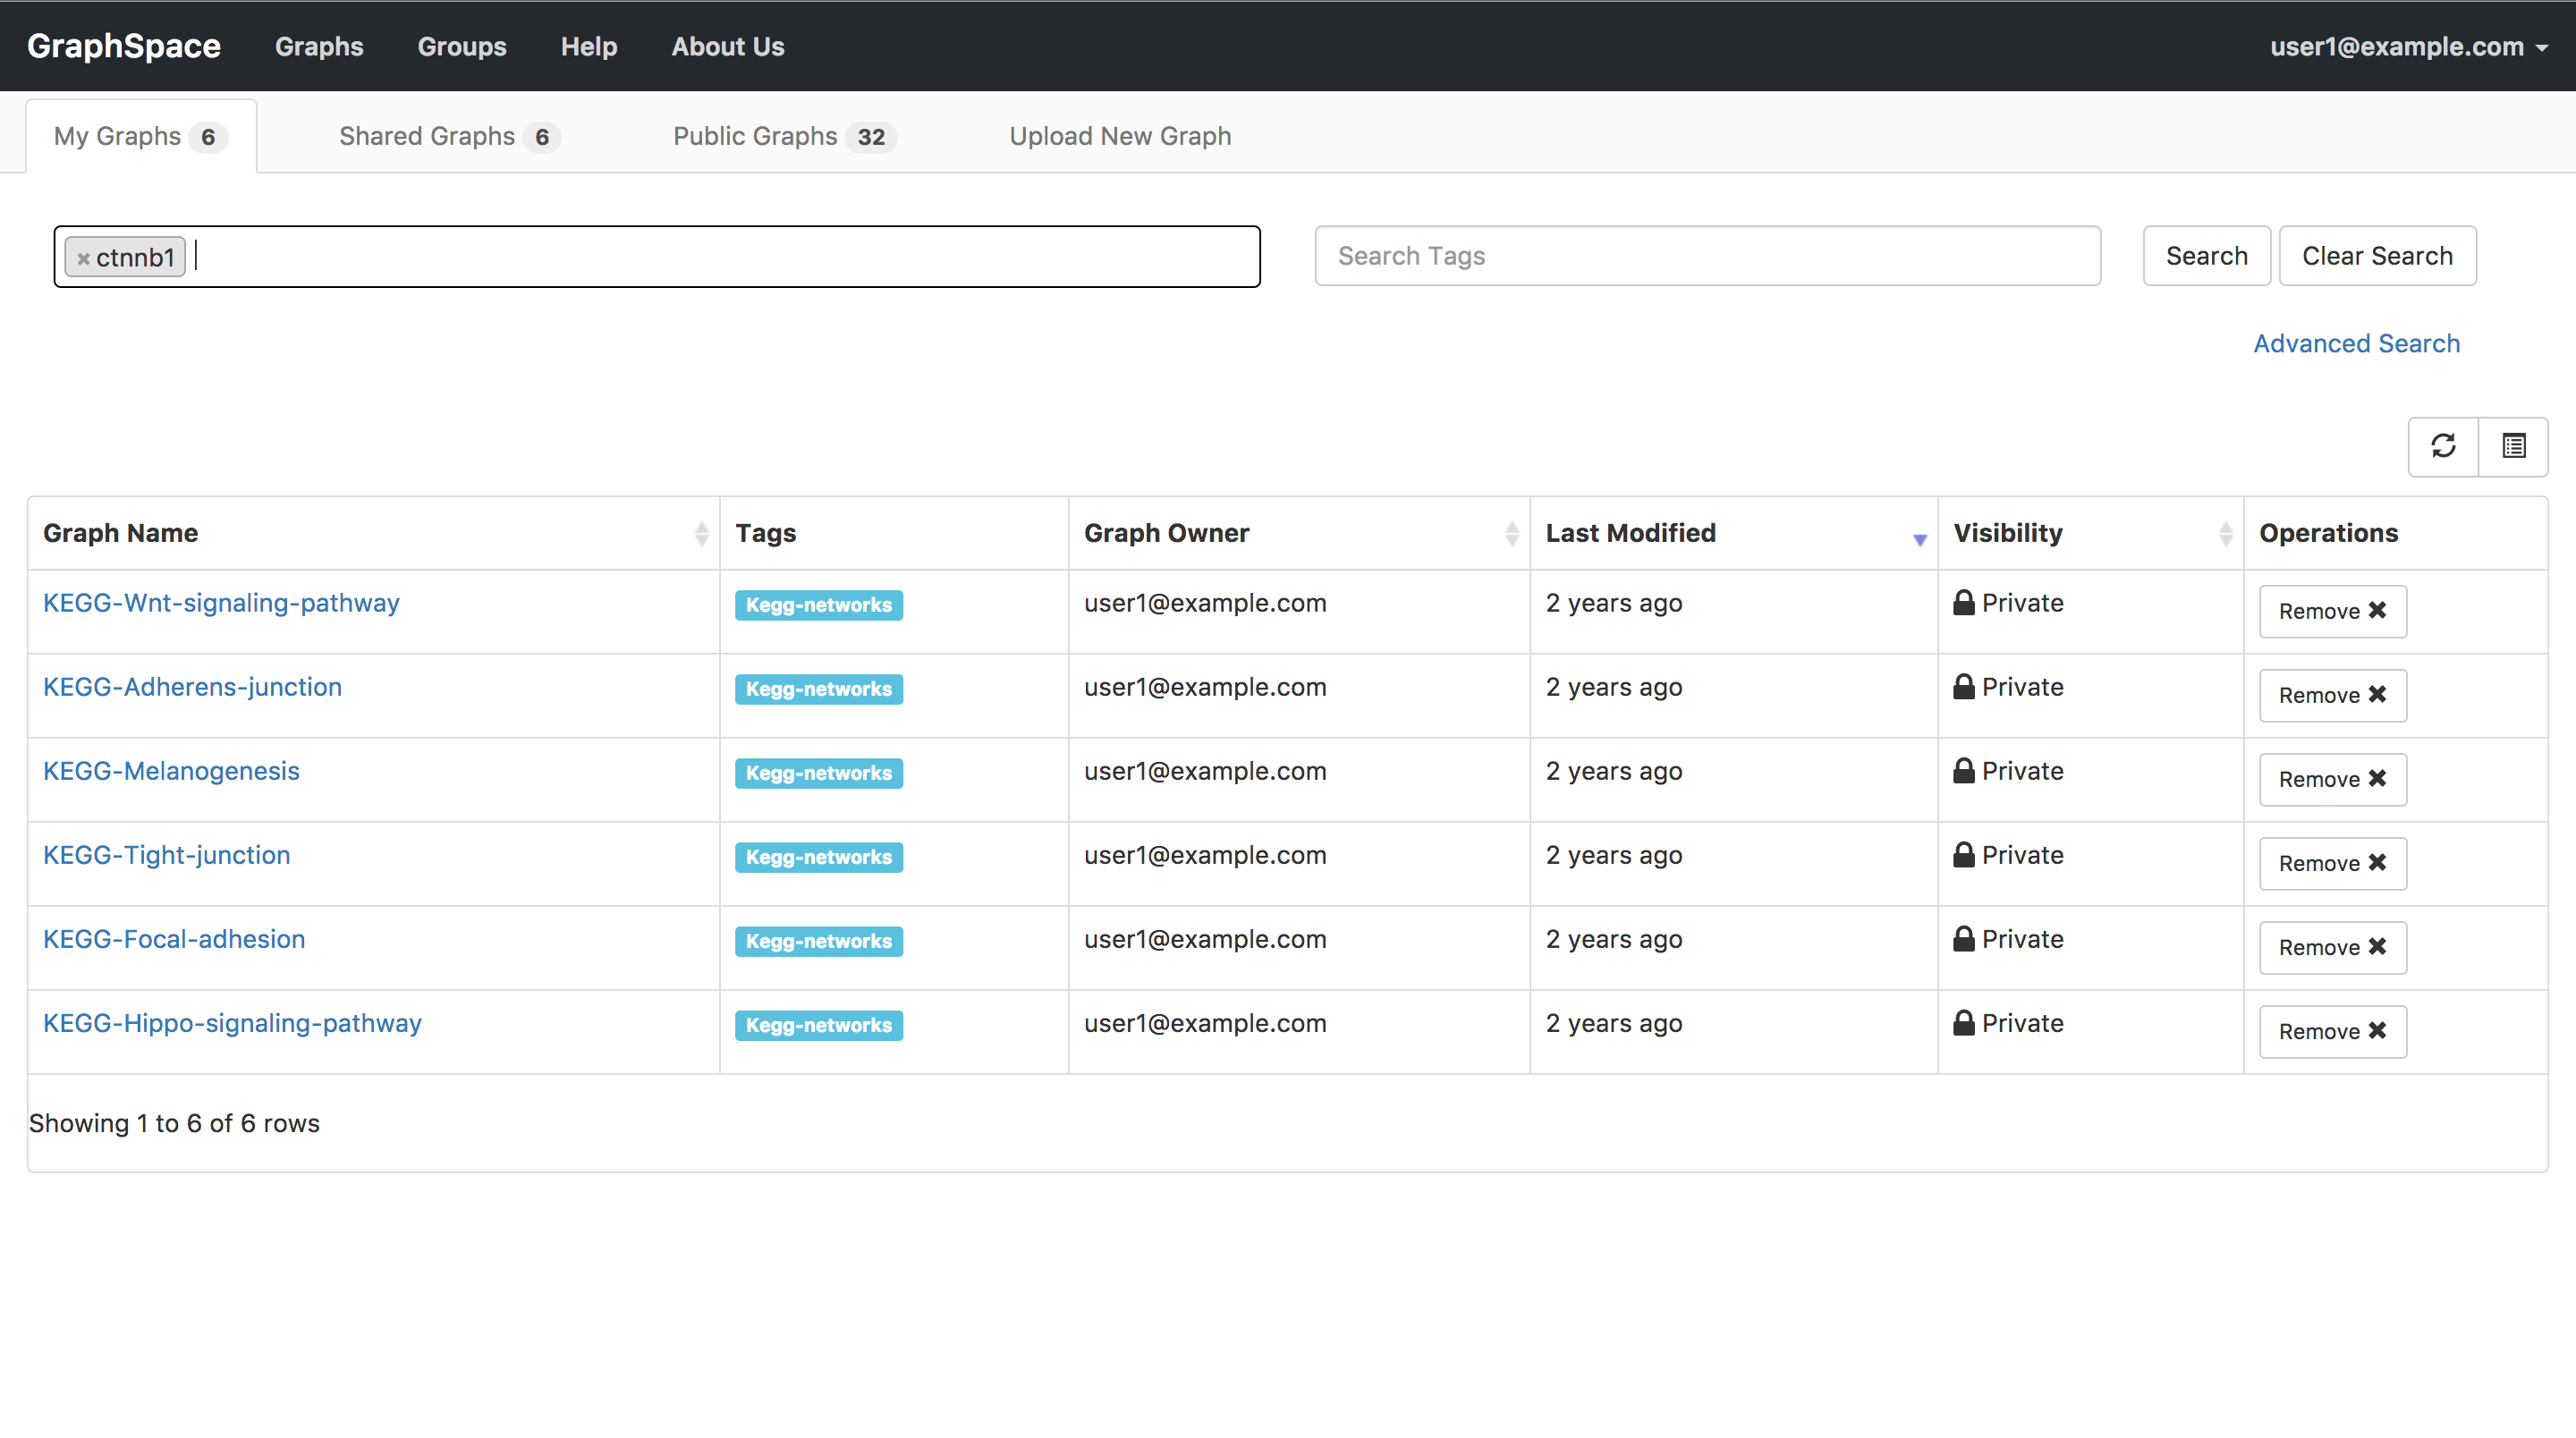 GraphSpace Graphs Groups Help About Us user1@example.com
My Graphs 6 Shared Graphs 6 Public Graphs 32 Upload New Graph
× ctnnb1 Search Tags Search Clear Search
Advanced Search
Graph Name Tags Graph Owner Last Modified Visibility Operations
KEGG-Wnt-signaling-pathway Kegg-networks user1@example.com 2 years ago Private Remove ✖
KEGG-Adherens-junction Kegg-networks user1@example.com 2 years ago Private Remove ✖
KEGG-Melanogenesis Kegg-networks user1@example.com 2 years ago Private Remove ✖
KEGG-Tight-junction Kegg-networks user1@example.com 2 years ago Private Remove ✖
KEGG-Focal-adhesion Kegg-networks user1@example.com 2 years ago Private Remove ✖
KEGG-Hippo-signaling-pathway Kegg-networks user1@example.com 2 years ago Private Remove ✖
Showing 1 to 6 of 6 rows